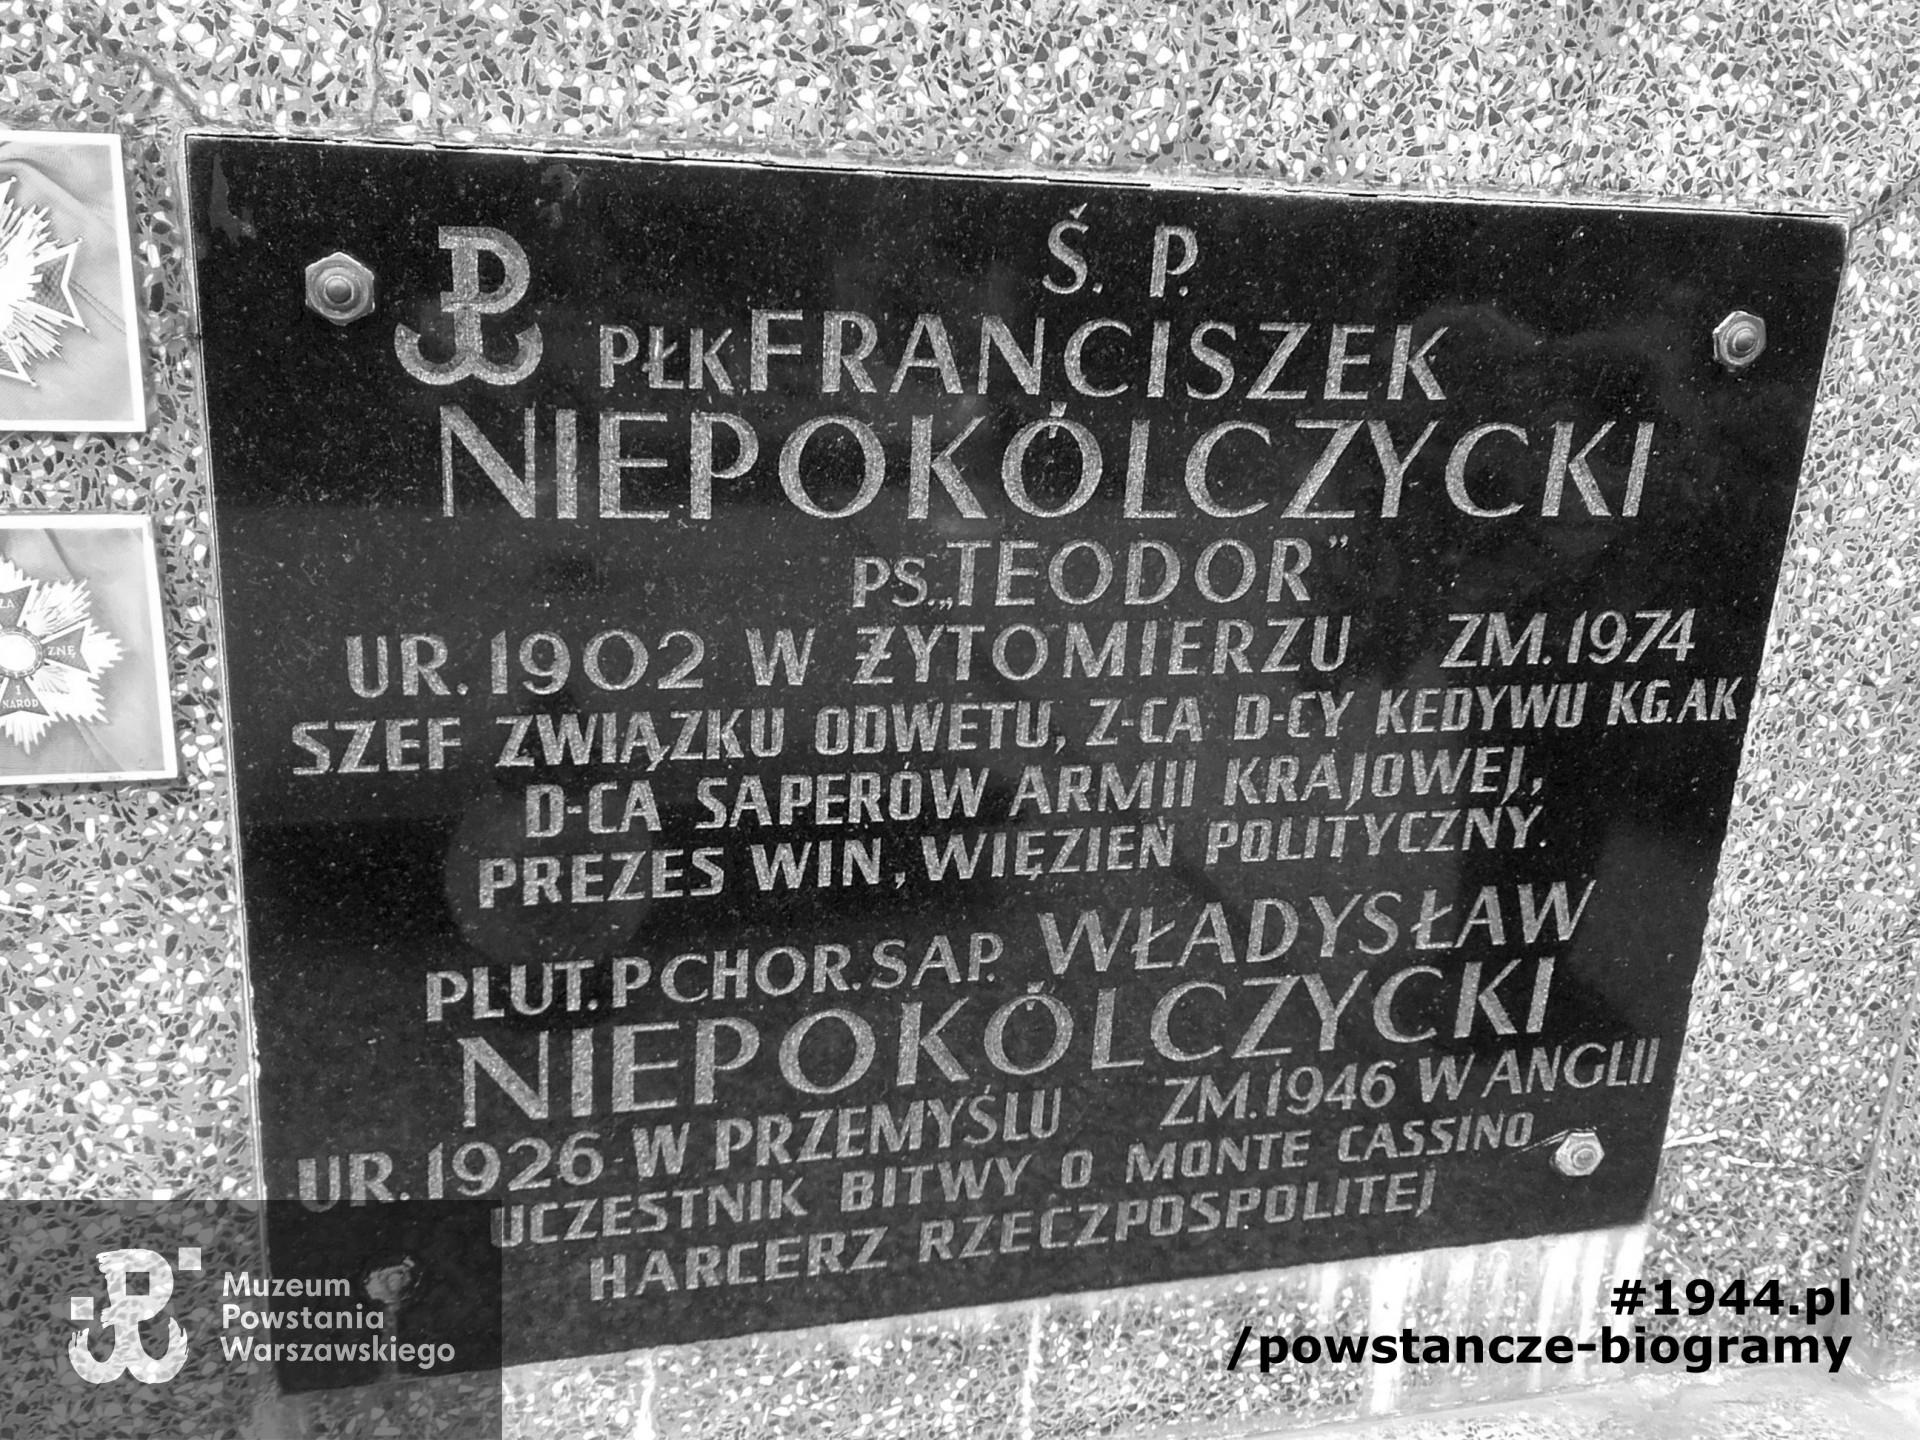 Ś. P.
PŁK FRANCISZEK
NIEPOKÓLCZYCKI
PS. „TEODOR”
UR. 1902 W ŻYTOMIERZU ZM. 1974
SZEF ZWIĄZKU ODWETU, Z-CA D-CY KEDYWU KG. AK
D-CA SAPERÓW ARMII KRAJOWEJ,
PREZES WIN, WIĘZIEŃ POLITYCZNY.
PLUT. PCHOR. SAP. WŁADYSŁAW
NIEPOKÓLCZYCKI
UR. 1926 W PRZEMYŚLU ZM. 1946 W ANGLII
UCZESTNIK BITWY O MONTE CASSINO
HARCERZ RZECZPOSPOLITEJ
ZNĘ
I
NARÓD
Muzeum
Powstania
Warszawskiego
#1944.pl
/powstancze-biogramy